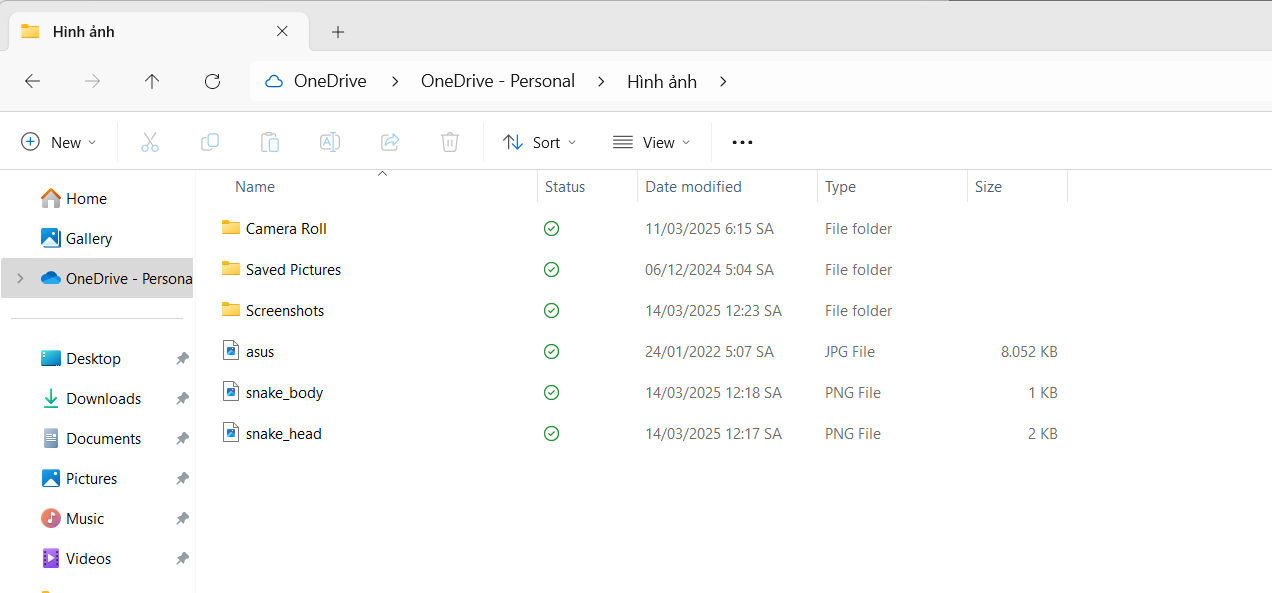 Hình ảnh
OneDrive > OneDrive - Personal > Hình ảnh >
New Sort View
Home
Gallery
OneDrive - Persona
Desktop
Downloads
Documents
Pictures
Music
Videos
Name Status Date modified Type Size
Camera Roll 11/03/2025 6:15 SA File folder
Saved Pictures 06/12/2024 5:04 SA File folder
Screenshots 14/03/2025 12:23 SA File folder
asus 24/01/2022 5:07 SA JPG File 8.052 KB
snake_body 14/03/2025 12:18 SA PNG File 1 KB
snake_head 14/03/2025 12:17 SA PNG File 2 KB